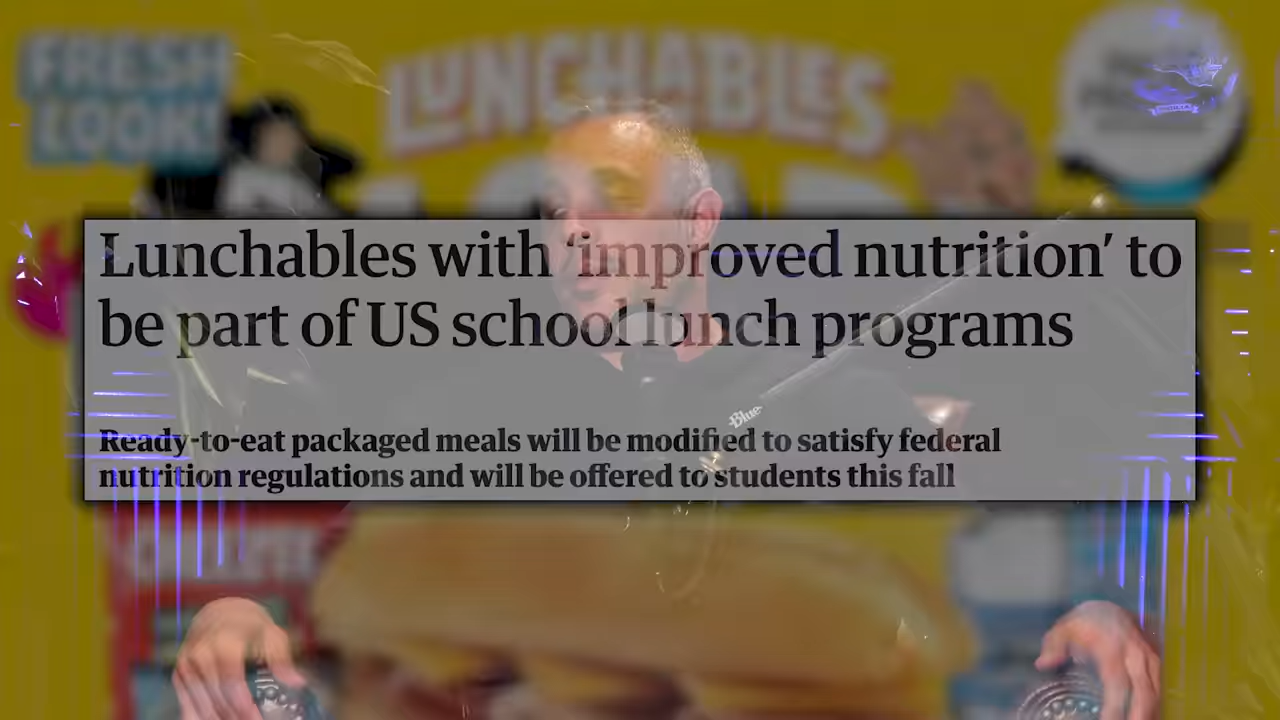 FRESH
LOOK!
LUNCHABLES
Lunchables with ‘improved nutrition’ to
be part of US school lunch programs
Ready-to-eat packaged meals will be modified to satisfy federal
nutrition regulations and will be offered to students this fall
Blue